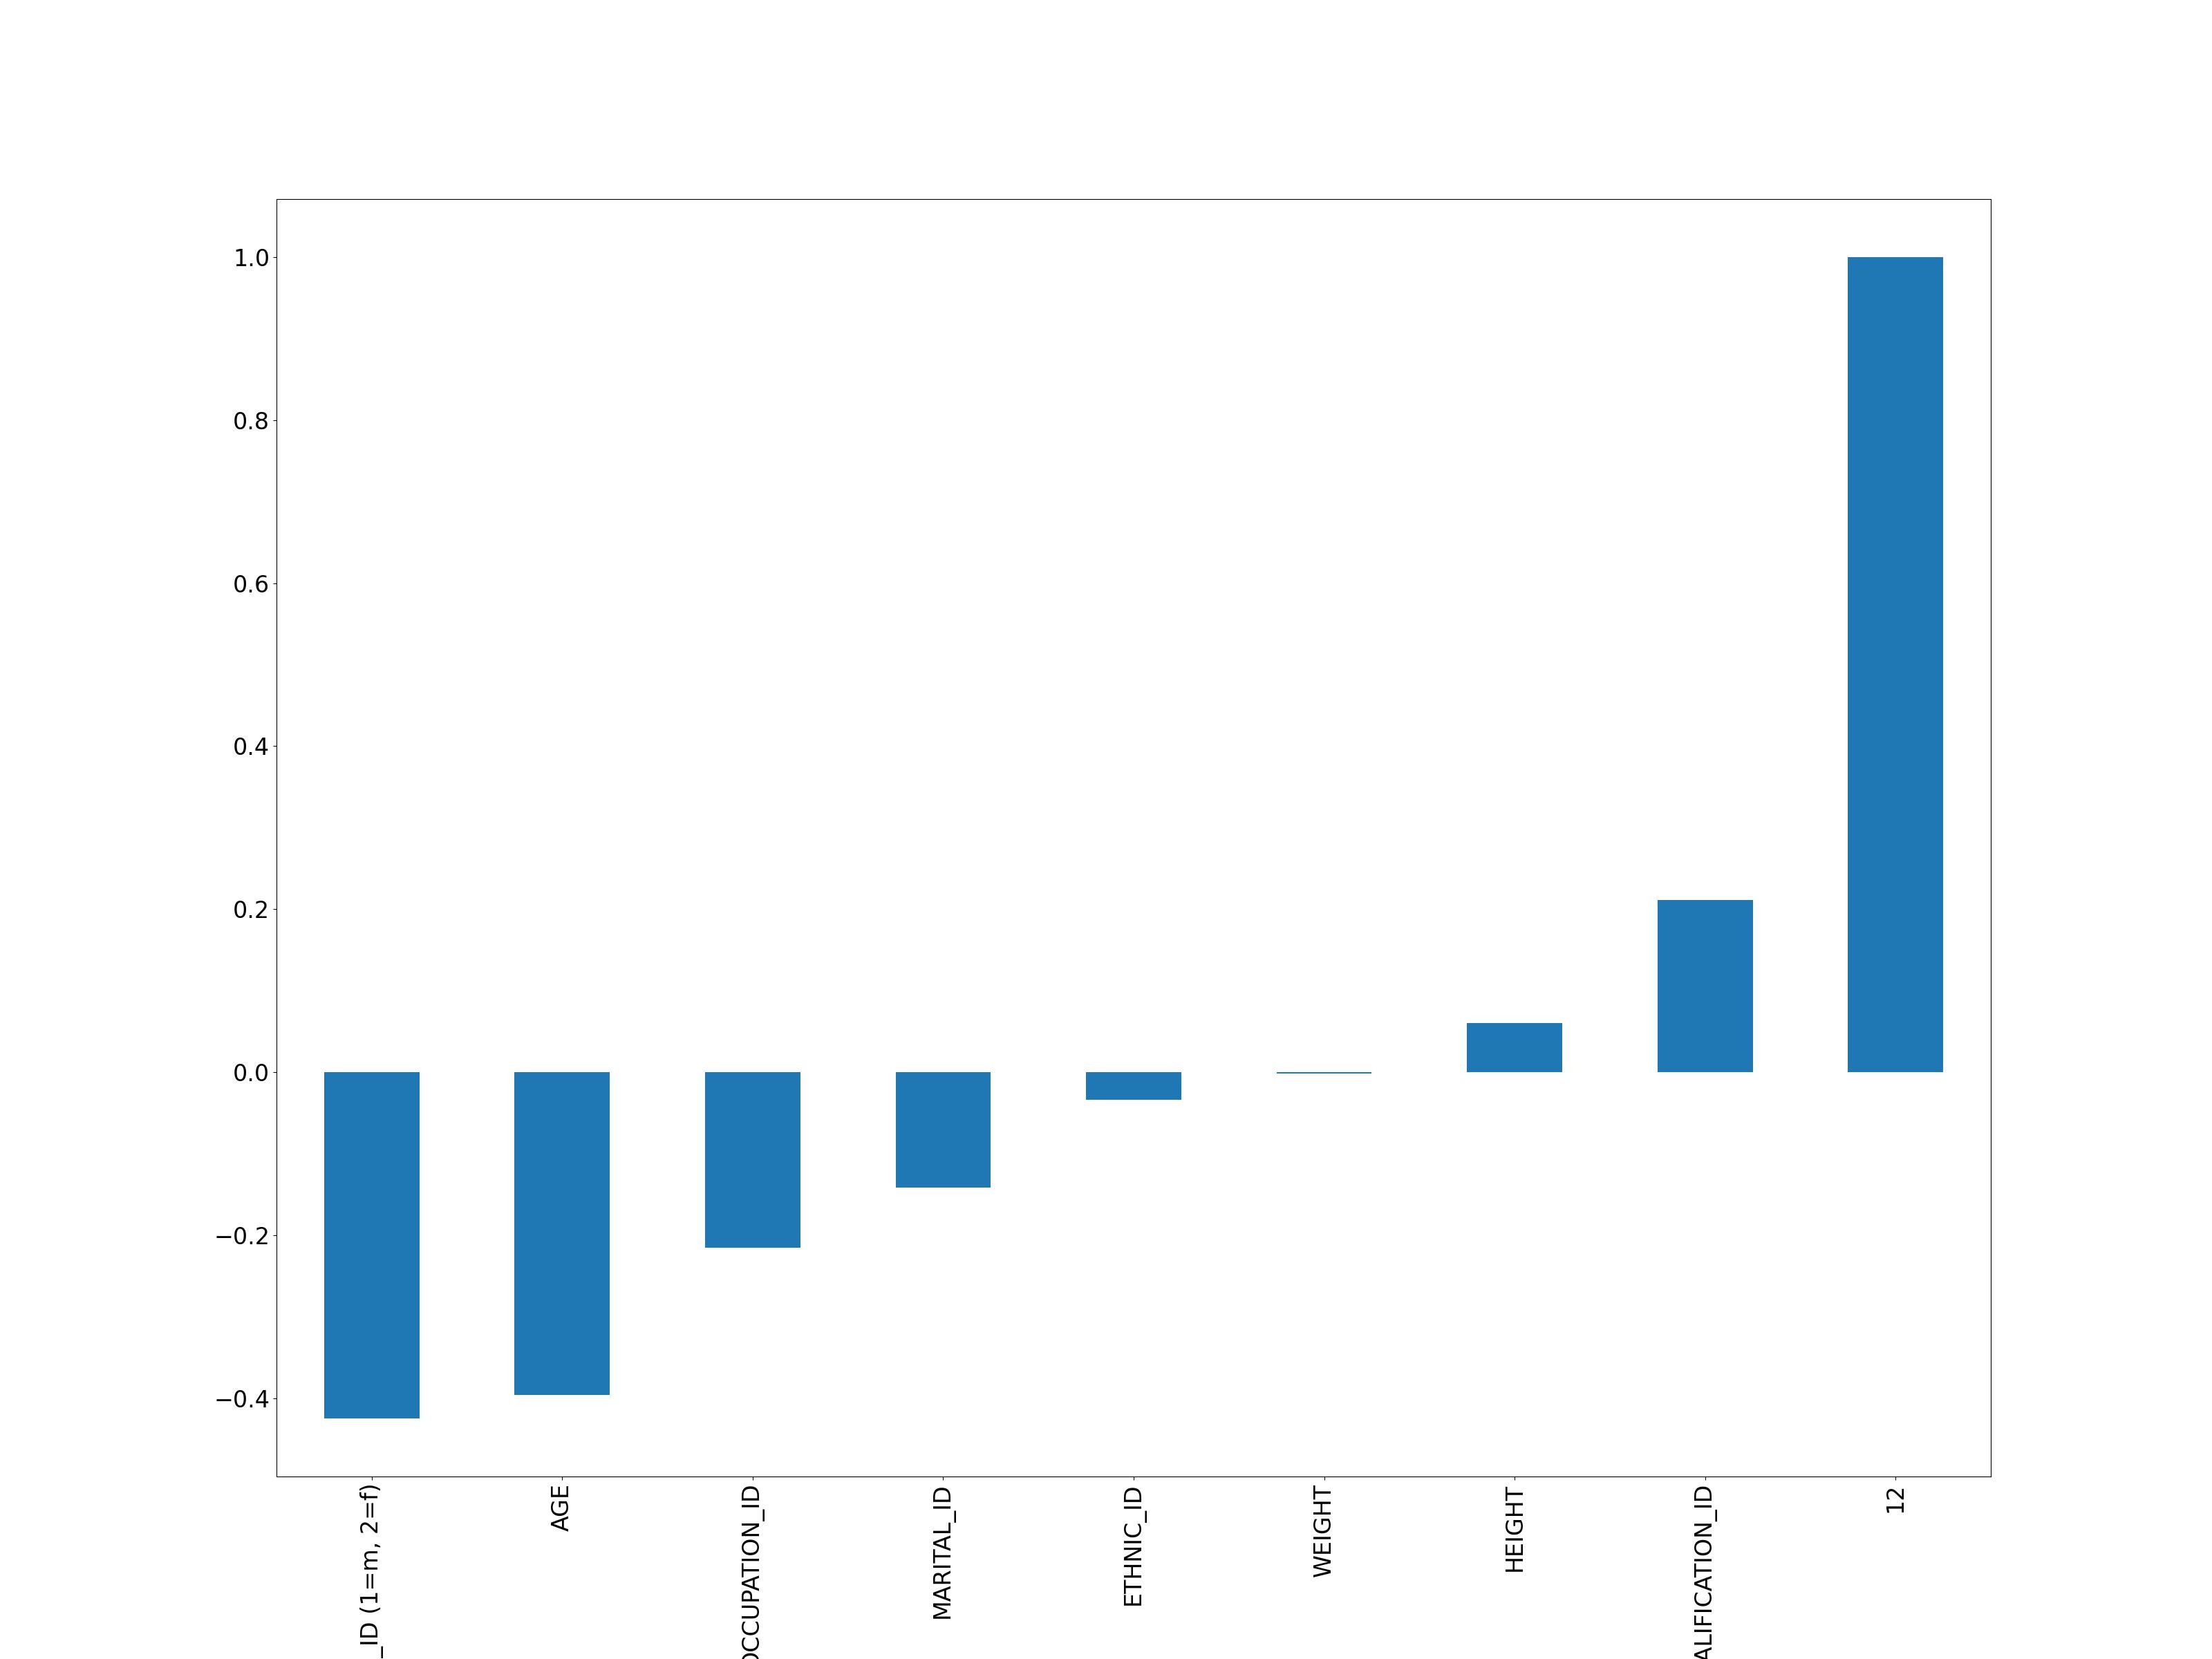 1.0
0.8
0.6
0.4
0.2
0.0
−0.2
−0.4
_ID (1=m, 2=f)
AGE
OCCUPATION_ID
MARITAL_ID
ETHNIC_ID
WEIGHT
HEIGHT
ALIFICATION_ID
12